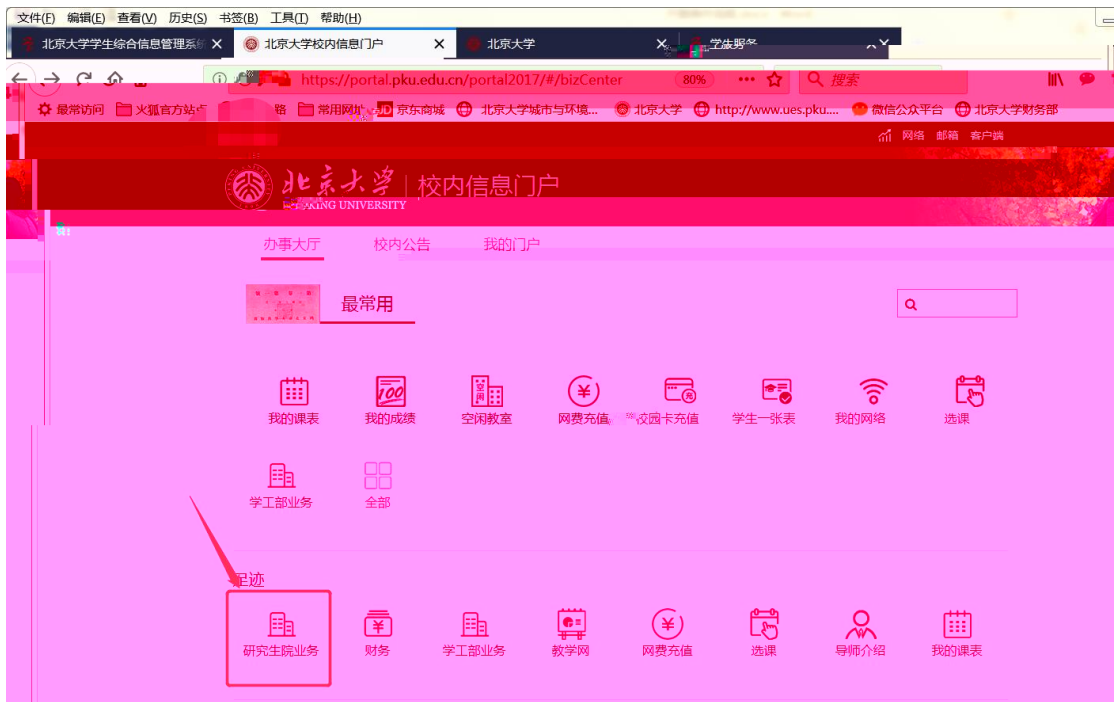 文件(F) 编辑(E) 查看(V) 历史(S) 书签(B) 工具(T) 帮助(H)
北京大学学生综合信息管理系统 北京大学校内信息门户 北京大学
https://portal.pku.edu.cn/portal2017/#/bizCenter 80% 搜索
最常访问 火狐官方站点 常用网址 JD 京东商城 北京大学城市与环境... 北京大学 http://www.ues.pku.... 微信公众平台 北京大学财务部
网络 邮箱 客户端
北京大学 校内信息门户
PEKING UNIVERSITY
办事大厅 校内公告 我的门户
最常用
我的课表 我的成绩 空闲教室 网费充值 校园卡充值 学生一张表 我的网络 选课
学工部业务 全部
足迹
研究生院业务 财务 学工部业务 教学网 网费充值 选课 导师介绍 我的课表